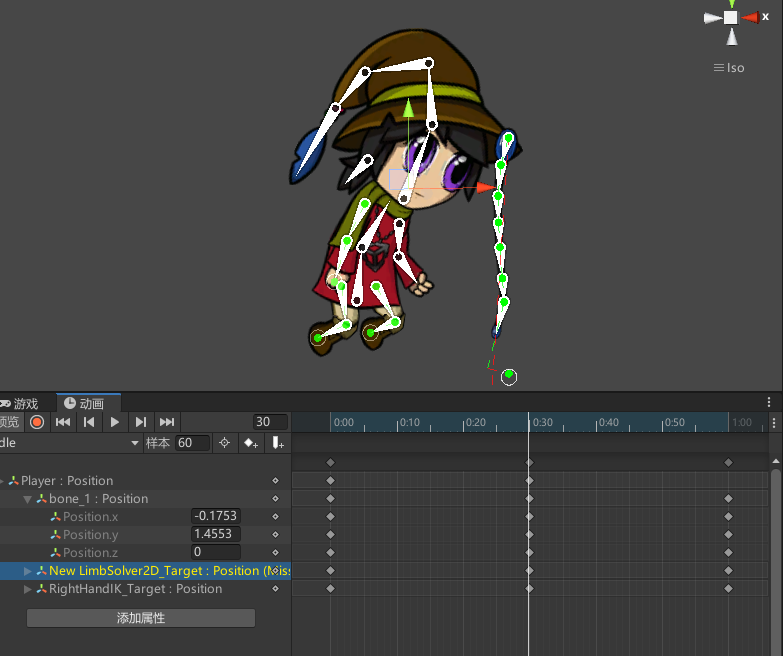 x
Iso
游戏
动画
预览
30
0:00
0:10
0:20
0:30
0:40
0:50
1:00
dle
样本
60
Player : Position
bone_1 : Position
Position.x
-0.1753
Position.y
1.4553
Position.z
0
New LimbSolver2D_Target : Position (Miss
RightHandIK_Target : Position
添加属性